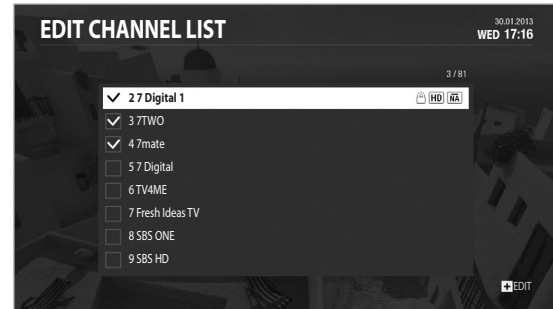 EDIT CHANNEL LIST
30.01.2013
WED 17:16
3 / 81
2 7 Digital 1 HD NA
3 7TWO
4 7mate
5 7 Digital
6 TV4ME
7 Fresh Ideas TV
8 SBS ONE
9 SBS HD
+ EDIT